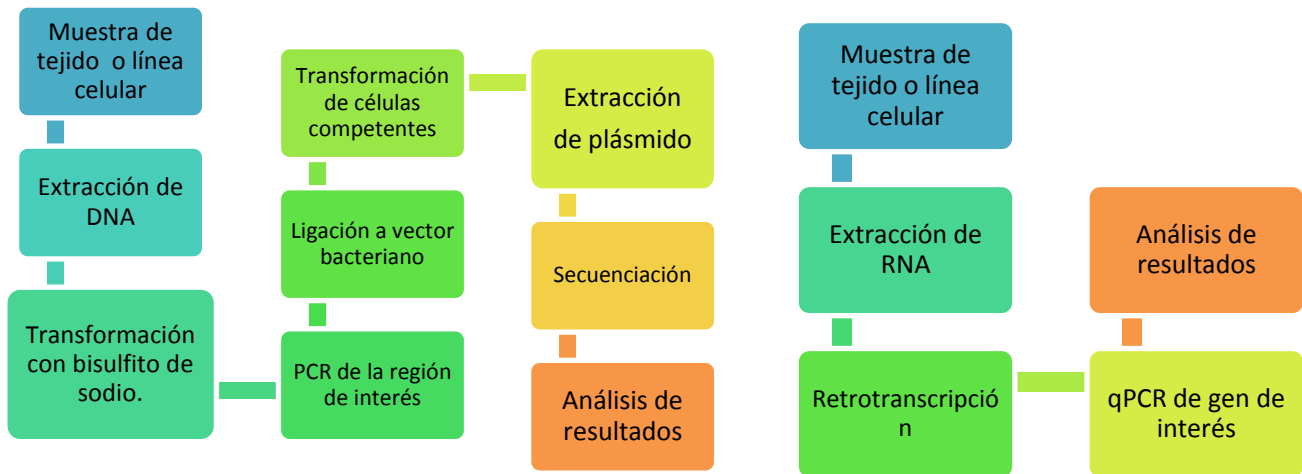 Muestra de
tejido o línea
celular
Extracción de
DNA
Transformación
con bisulfito de
sodio.
PCR de la región
de interés
Ligación a vector
bacteriano
Transformación
de células
competentes
Extracción
de plásmido
Secuenciación
Análisis de
resultados
Muestra de
tejido o línea
celular
Extracción de
RNA
Retrotranscripció
n
qPCR de gen de
interés
Análisis de
resultados